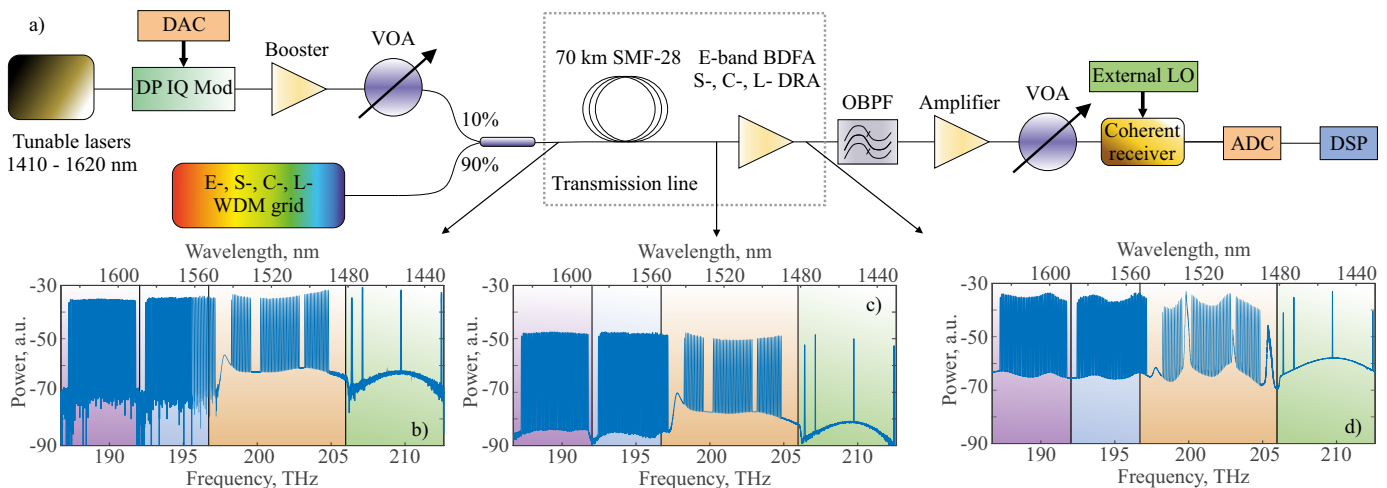 a)
DAC
DP IQ Mod
Booster
VOA
Tunable lasers
1410 - 1620 nm
10%
90%
E-, S-, C-, L-
WDM grid
70 km SMF-28
E-band BDFA
S-, C-, L- DRA
Transmission line
OBPF
Amplifier
VOA
External LO
Coherent
receiver
ADC
DSP
Wavelength, nm
1600 1560 1520 1480 1440
-30
-50
-70
-90
Power, a.u.
b)
190 195 200 205 210
Frequency, THz
Wavelength, nm
1600 1560 1520 1480 1440
-30
-50
-70
-90
Power, a.u.
c)
190 195 200 205 210
Frequency, THz
Wavelength, nm
1600 1560 1520 1480 1440
-30
-50
-70
-90
Power, a.u.
d)
190 195 200 205 210
Frequency, THz